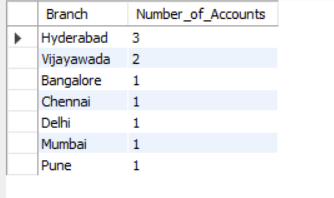 Branch Number_of_Accounts
Hyderabad 3
Vijayawada 2
Bangalore 1
Chennai 1
Delhi 1
Mumbai 1
Pune 1